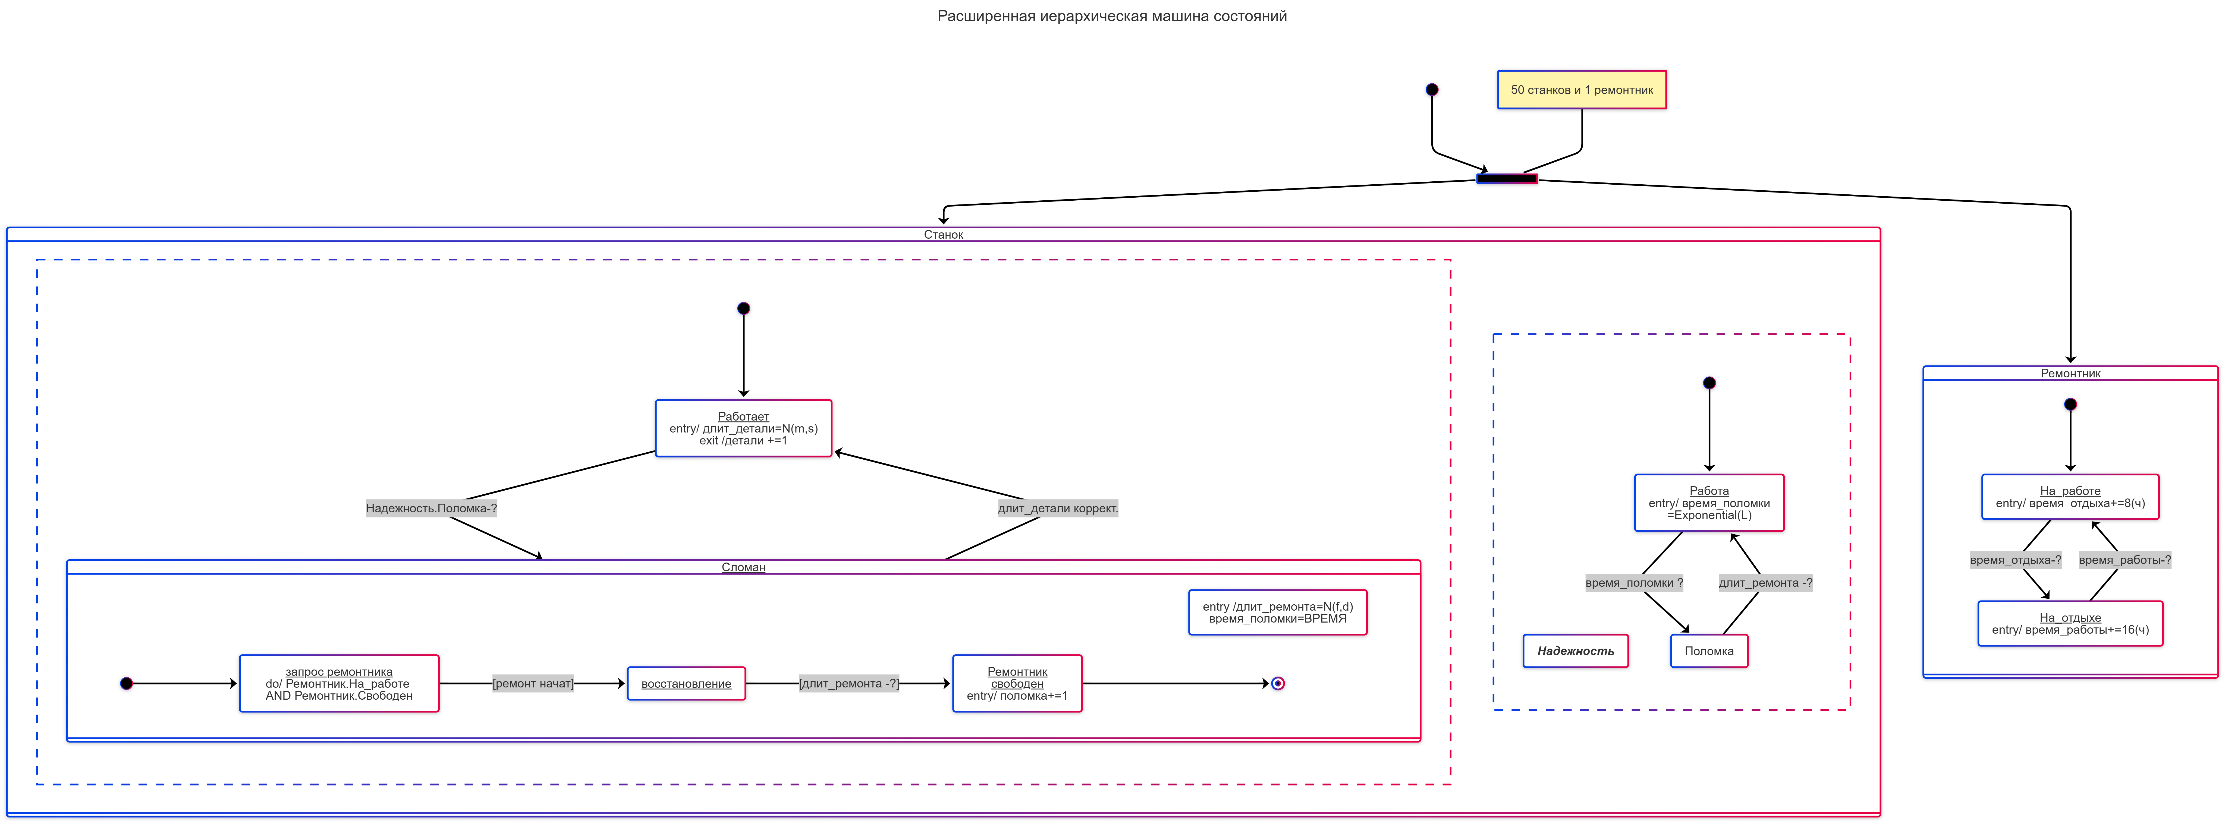 Расширенная иерархическая машина состояний
50 станков и 1 ремонтник
Станок
Работает
entry/ длит_детали=N(m,s)
exit /детали +=1
Надежность.Поломка-?
длит_детали коррект.
Сломан
entry /длит_ремонта=N(f,d)
время_поломки=ВРЕМЯ
запрос ремонтника
do/ Ремонтник.На_работе
AND Ремонтник.Свободен
[ремонт начат]
восстановление
[длит_ремонта -?]
Ремонтник
свободен
entry/ поломка+=1
Работа
entry/ время_поломки
=Exponential(L)
время_поломки ?
длит_ремонта -?
Надежность
Поломка
Ремонтник
На_работе
entry/ время_отдыха+=8(ч)
время_отдыха-?
время_работы-?
На_отдыхе
entry/ время_работы+=16(ч)